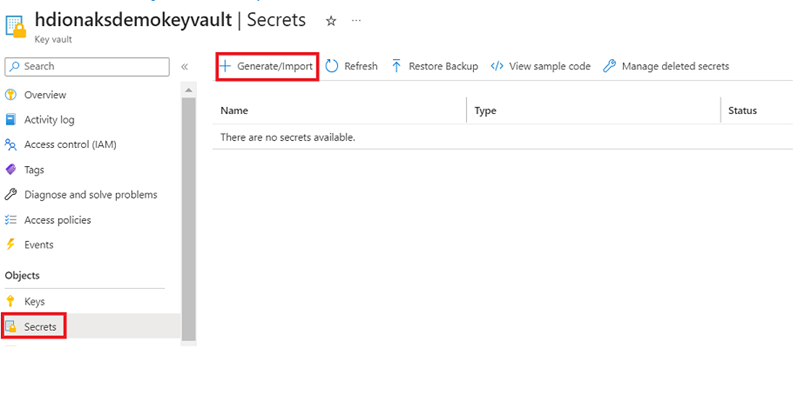 hdionaksdemokeyvault | Secrets ☆ ···
Key vault
Search «
Overview
Activity log
Access control (IAM)
Tags
Diagnose and solve problems
Access policies
Events
Objects
Keys
Secrets
+ Generate/Import Refresh Restore Backup </> View sample code Manage deleted secrets
Name Type Status
There are no secrets available.